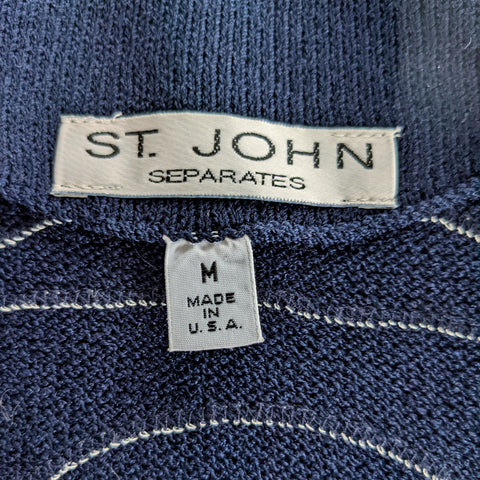 ST. JOHN
SEPARATES
M
MADE
IN
U.S.A.